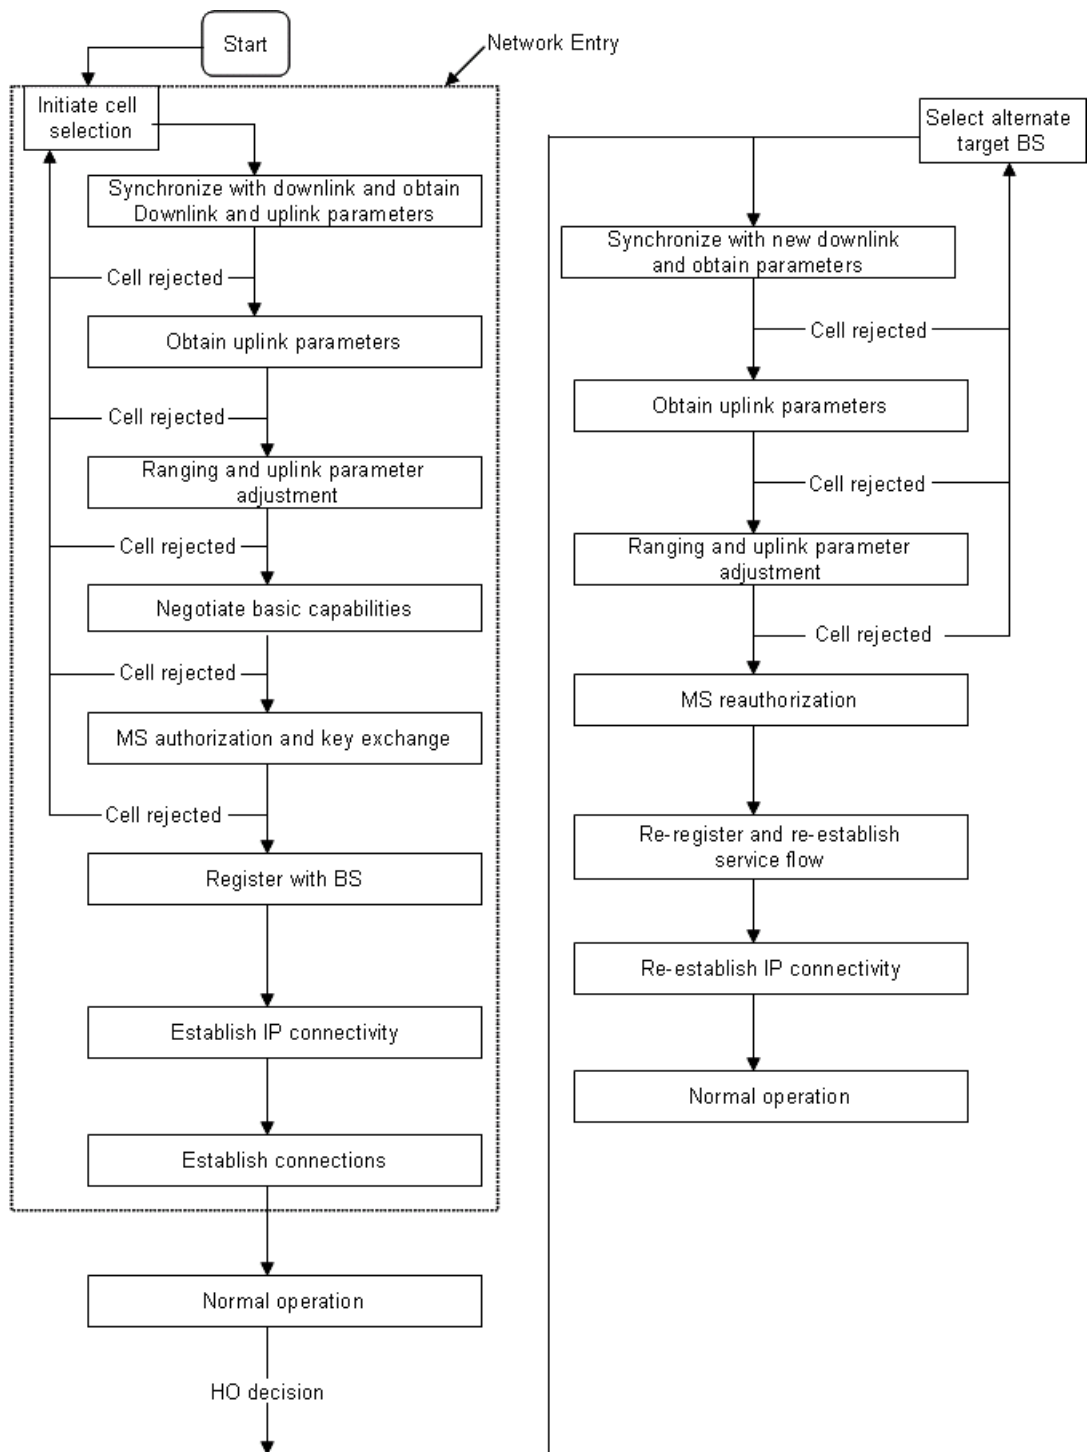 Start
Network Entry
Initiate cell
selection
Synchronize with downlink and obtain
Downlink and uplink parameters
Cell rejected
Obtain uplink parameters
Cell rejected
Ranging and uplink parameter
adjustment
Cell rejected
Negotiate basic capabilities
Cell rejected
MS authorization and key exchange
Cell rejected
Register with BS
Establish IP connectivity
Establish connections
Normal operation
HO decision
Select alternate
target BS
Synchronize with new downlink
and obtain parameters
Cell rejected
Obtain uplink parameters
Cell rejected
Ranging and uplink parameter
adjustment
Cell rejected
MS reauthorization
Re-register and re-establish
service flow
Re-establish IP connectivity
Normal operation